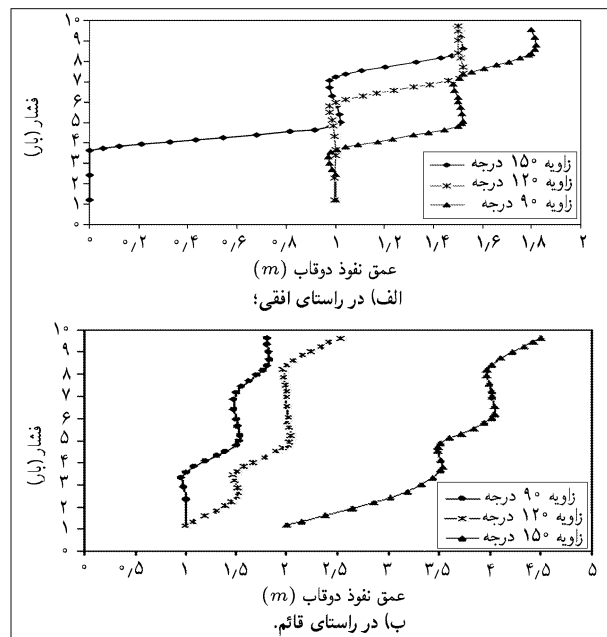 ۱۰
۹
۸
۷
۶
۵
۴
۳
۲
۱
۰
فشار (بار)
زاویه ۱۵۰ درجه
زاویه ۱۲۰ درجه
زاویه ۹۰ درجه
۰ ۰٫۲ ۰٫۴ ۰٫۶ ۰٫۸ ۱ ۱٫۲ ۱٫۴ ۱٫۶ ۱٫۸ ۲
عمق نفوذ دوقاب (m)
الف) در راستای افقی؛
۱۰
۹
۸
۷
۶
۵
۴
۳
۲
۱
۰
فشار (بار)
زاویه ۹۰ درجه
زاویه ۱۲۰ درجه
زاویه ۱۵۰ درجه
۰ ۰٫۵ ۱ ۱٫۵ ۲ ۲٫۵ ۳ ۳٫۵ ۴ ۴٫۵ ۵
عمق نفوذ دوقاب (m)
ب) در راستای قائم.